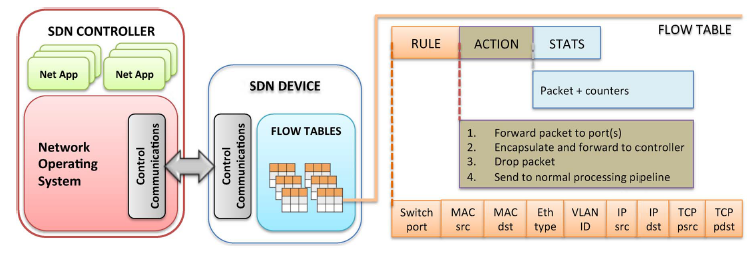 SDN CONTROLLER
Net App
Net App
Network
Operating
System
Control
Communications
SDN DEVICE
Control
Communications
FLOW TABLES
FLOW TABLE
RULE
ACTION
STATS
Packet + counters
1. Forward packet to port(s)
2. Encapsulate and forward to controller
3. Drop packet
4. Send to normal processing pipeline
Switch
port
MAC
src
MAC
dst
Eth
type
VLAN
ID
IP
src
IP
dst
TCP
psrc
TCP
pdst